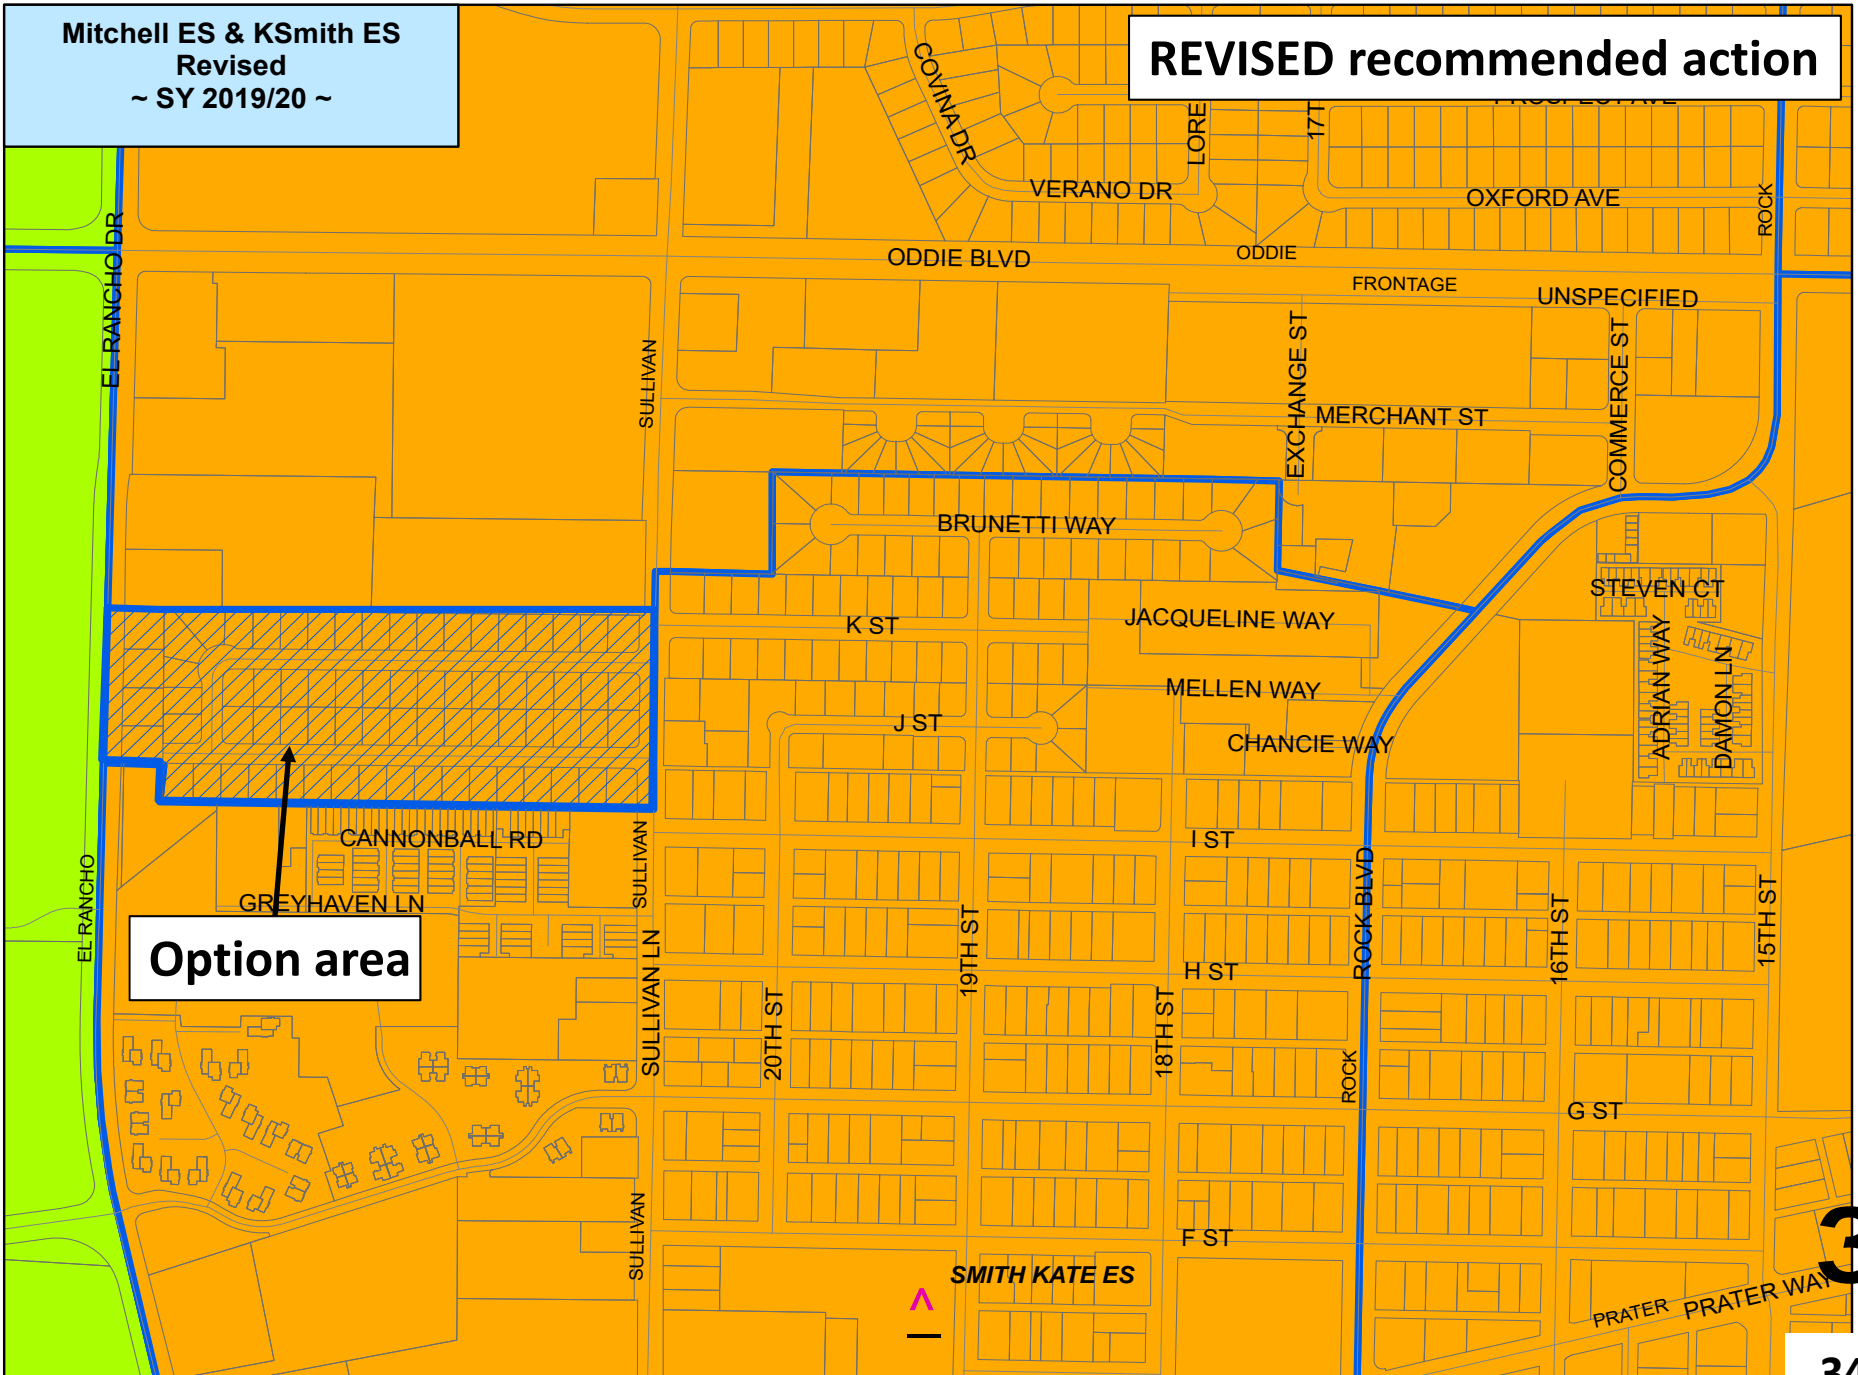 Mitchell ES & KSmith ES
Revised
~ SY 2019/20 ~
REVISED recommended action
COVINA DR
LORE
17T
PROSPECT AVE
VERANO DR
OXFORD AVE
ROCK
EL RANCHO DR
ODDIE BLVD
ODDIE
FRONTAGE
UNSPECIFIED
SULLIVAN
EXCHANGE ST
COMMERCE ST
MERCHANT ST
BRUNETTI WAY
STEVEN CT
K ST
JACQUELINE WAY
ADRIAN WAY
DAMON LN
MELLEN WAY
J ST
CHANCIE WAY
CANNONBALL RD
SULLIVAN
I ST
EL RANCHO
GREYHAVEN LN
ROCK BLVD
15TH ST
16TH ST
19TH ST
Option area
SULLIVAN LN
H ST
20TH ST
18TH ST
ROCK
G ST
SULLIVAN
F ST
SMITH KATE ES
^
3
PRATER
PRATER WAY
34